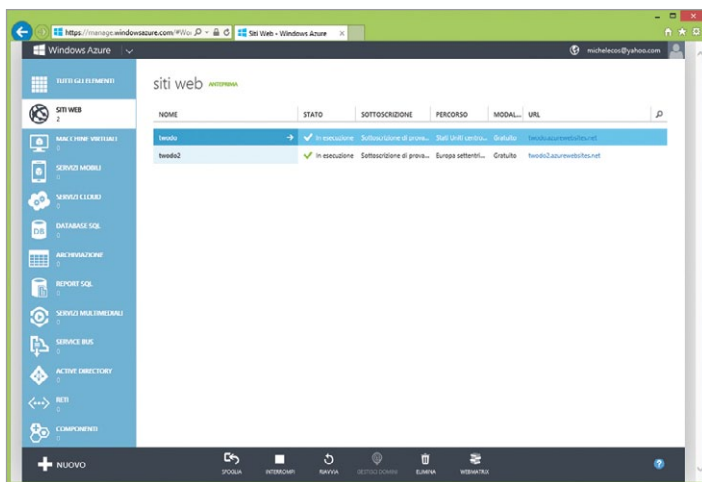 https://manage.windowsazure.com/#Wor
Siti Web - Windows Azure
Windows Azure
michelecos@yahoo.com
TUTTI GLI ELEMENTI
siti web ANTEPRIMA
SITI WEB
2
NOME STATO SOTTOSCRIZIONE PERCORSO MODAL... URL
MACCHINE VIRTUALI
0
twodo In esecuzione Sottoscrizione di prova... Stati Uniti centro... Gratuito twodo.azurewebsites.net
twodo2 In esecuzione Sottoscrizione di prova... Europa settentri... Gratuito twodo2.azurewebsites.net
SERVIZI MOBILI
0
SERVIZI CLOUD
0
DB
DATABASE SQL
0
ARCHIVIAZIONE
0
REPORT SQL
0
SERVIZI MULTIMEDIALI
0
SERVICE BUS
0
ACTIVE DIRECTORY
0
RETI
0
COMPONENTI
0
NUOVO
SFOGLIA INTERROMPI RIAVVIA GESTISCI DOMINI ELIMINA WEBMATRIX
?